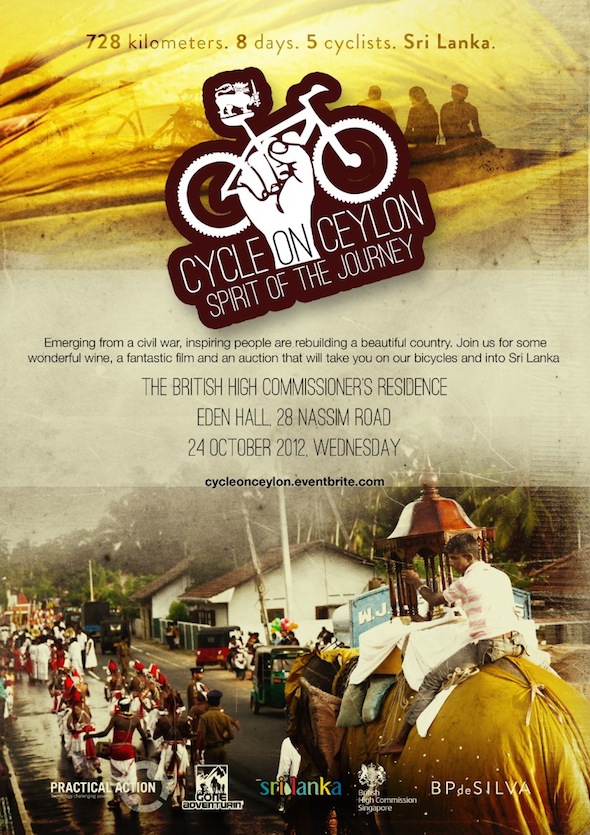 728 kilometers. 8 days. 5 cyclists. Sri Lanka.
CYCLE ON CEYLON
SPIRIT OF THE JOURNEY
Emerging from a civil war, inspiring people are rebuilding a beautiful country. Join us for some
wonderful wine, a fantastic film and an auction that will take you on our bicycles and into Sri Lanka
THE BRITISH HIGH COMMISSIONER'S RESIDENCE
EDEN HALL, 28 NASSIM ROAD
24 OCTOBER 2012, WEDNESDAY
cycleonceylon.eventbrite.com
W.J.
PRACTICAL ACTION
GONE
ADVENTURIN
sri lanka
British
High Commission
Singapore
BP de SILVA